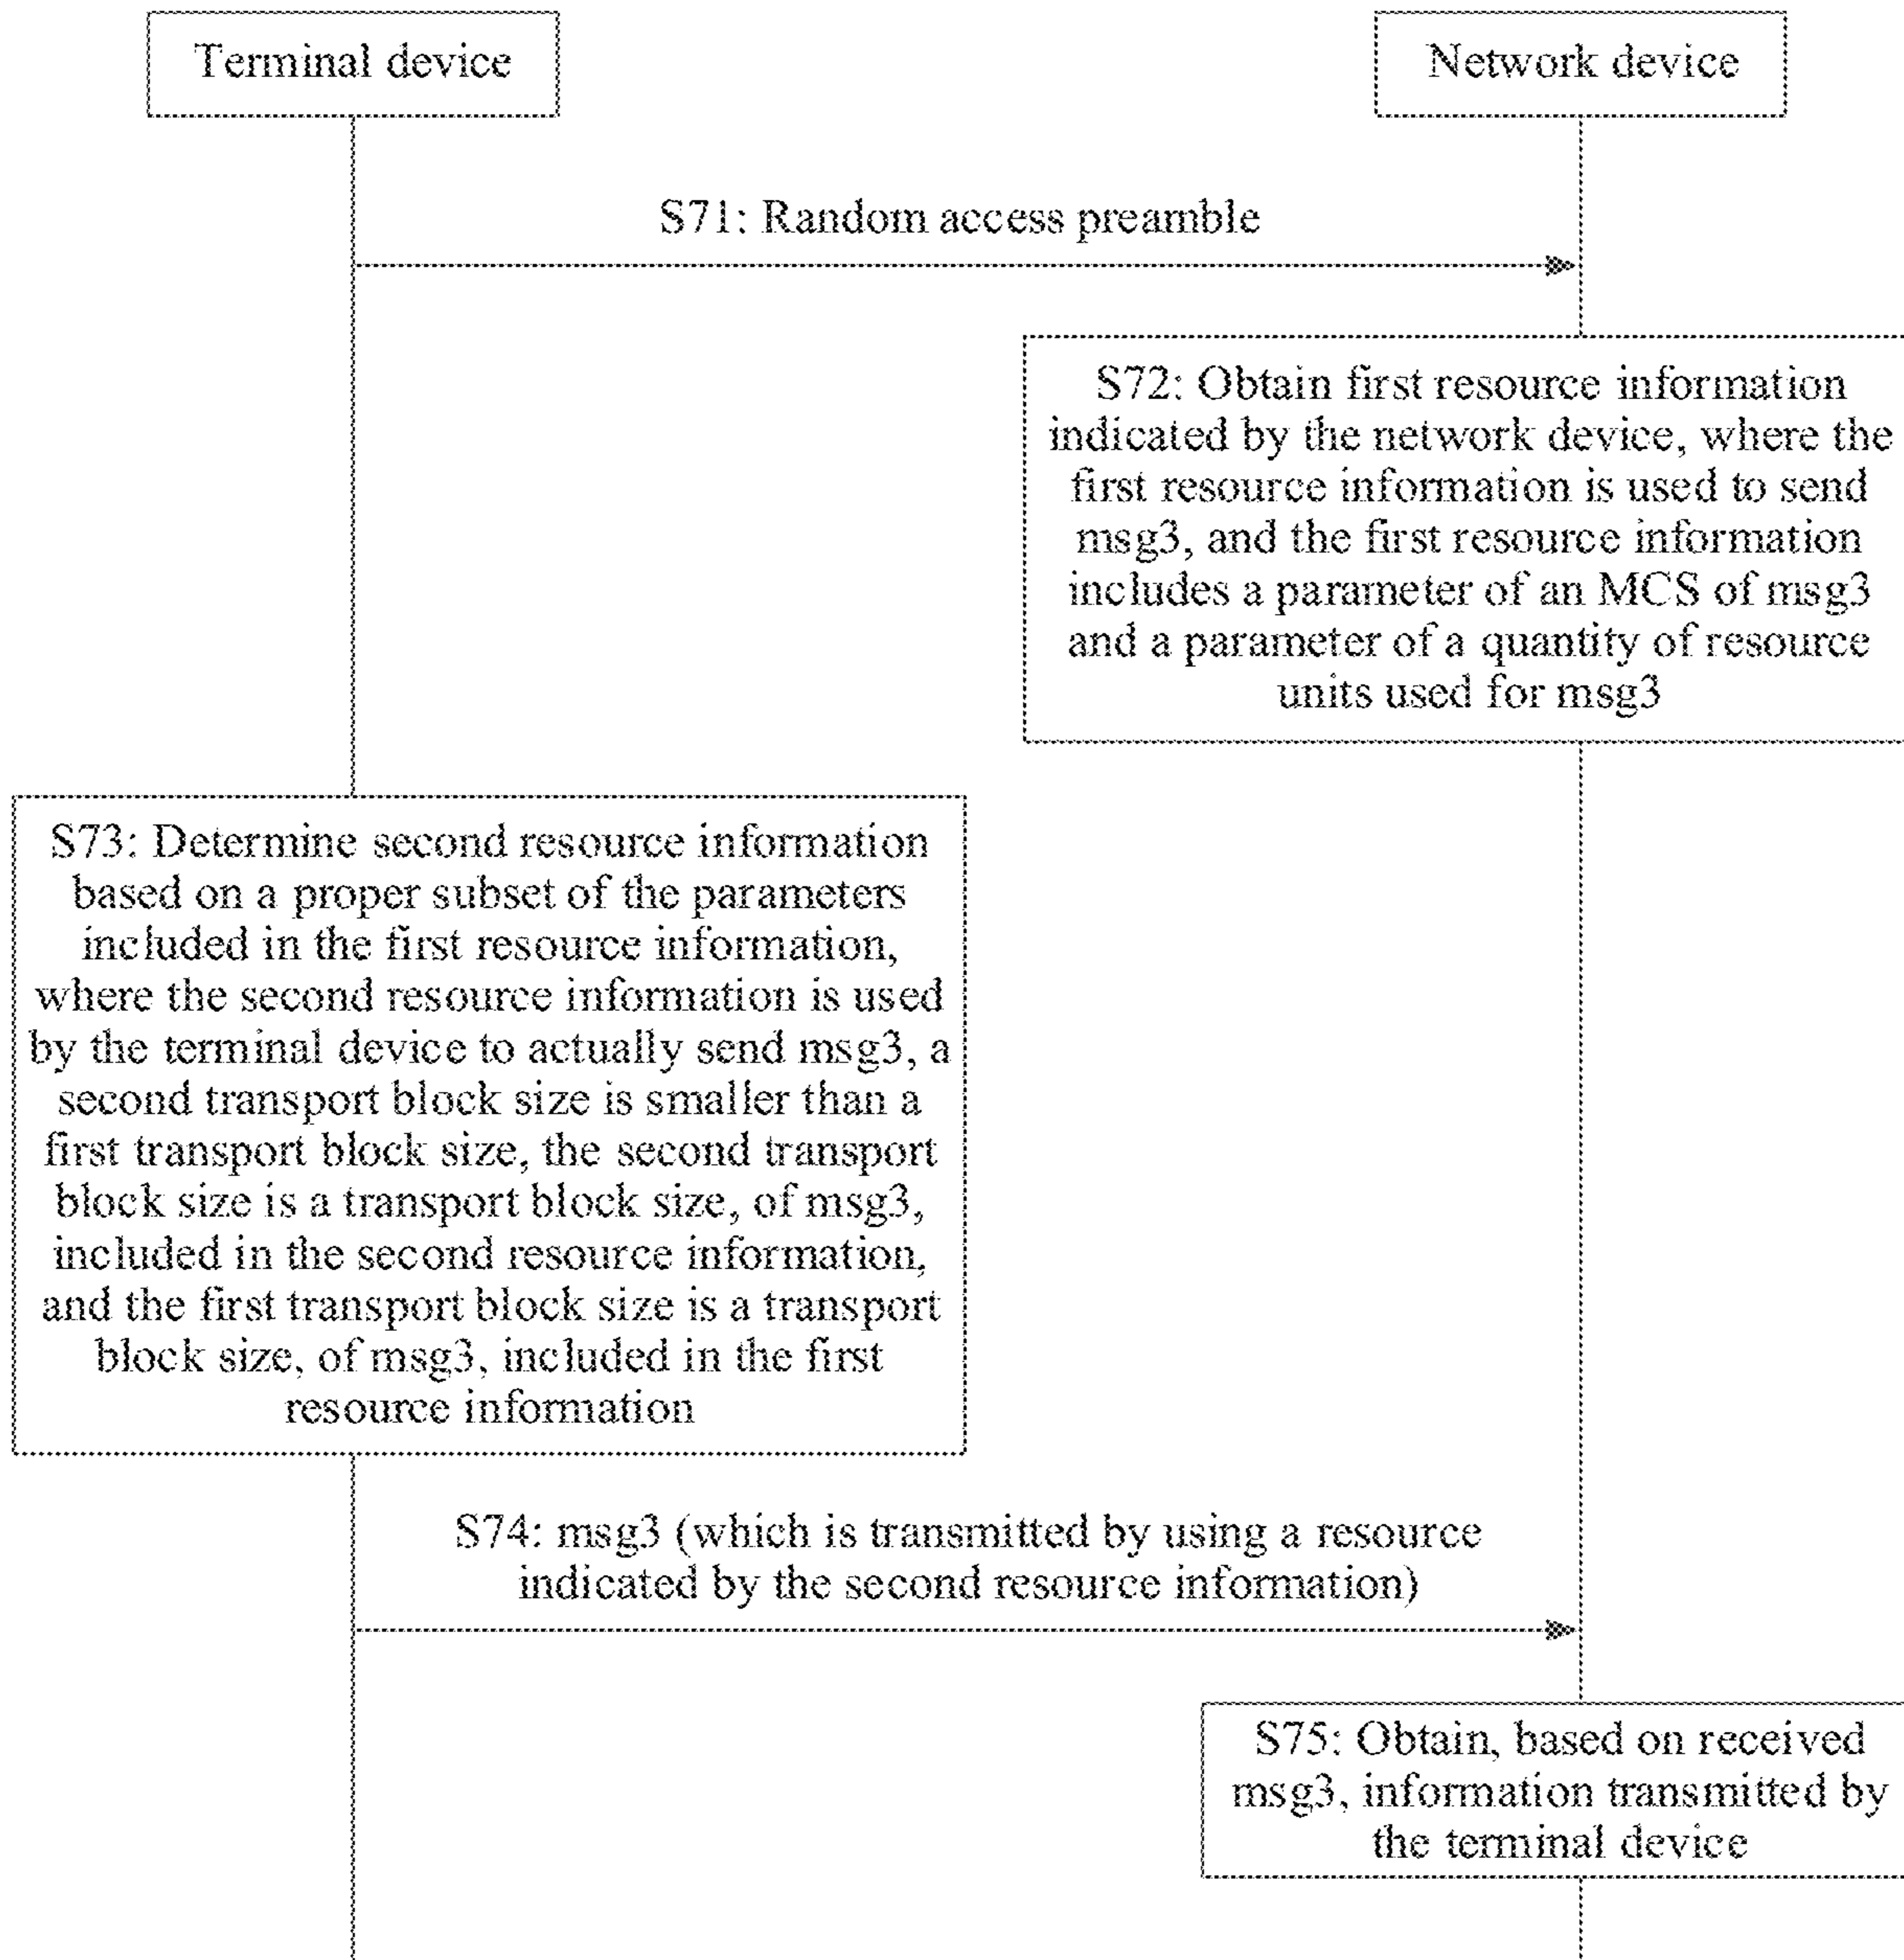 Terminal device
Network device
S71: Random access preamble
S72: Obtain first resource information
indicated by the network device, where the
first resource information is used to send
msg3, and the first resource information
includes a parameter of an MCS of msg3
and a parameter of a quantity of resource
units used for msg3
S73: Determine second resource information
based on a proper subset of the parameters
included in the first resource information,
where the second resource information is used
by the terminal device to actually send msg3, a
second transport block size is smaller than a
first transport block size, the second transport
block size is a transport block size, of msg3,
included in the second resource information,
and the first transport block size is a transport
block size, of msg3, included in the first
resource information
S74: msg3 (which is transmitted by using a resource
indicated by the second resource information)
S75: Obtain, based on received
msg3, information transmitted by
the terminal device